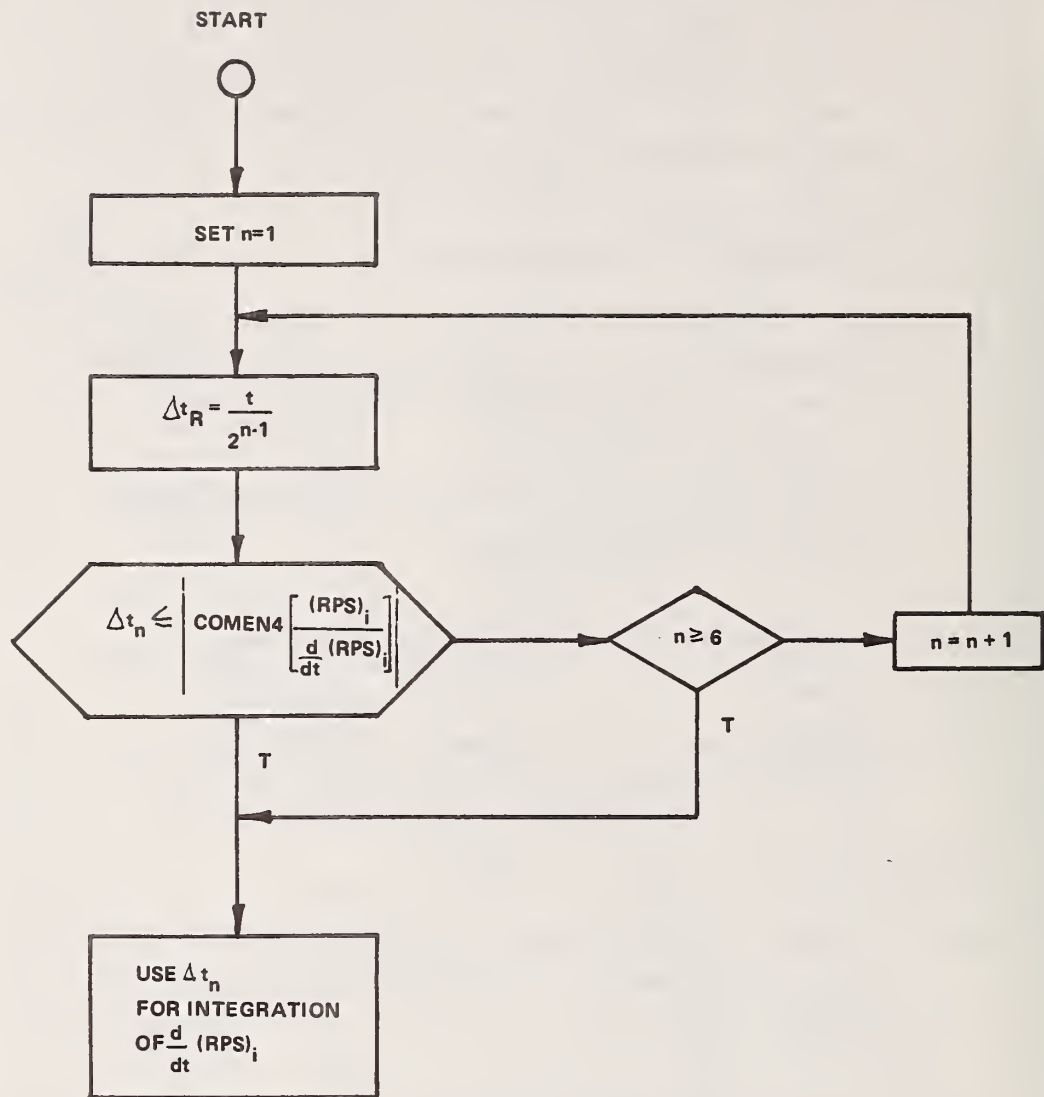 START
SET n=1
Δt_R = t / 2^(n-1)
Δt_n ≤ | COMEN4 [ (RPS)_i / d/dt (RPS)_i ] |
n ≥ 6
n = n + 1
T
T
USE Δt_n
FOR INTEGRATION
OF d/dt (RPS)_i